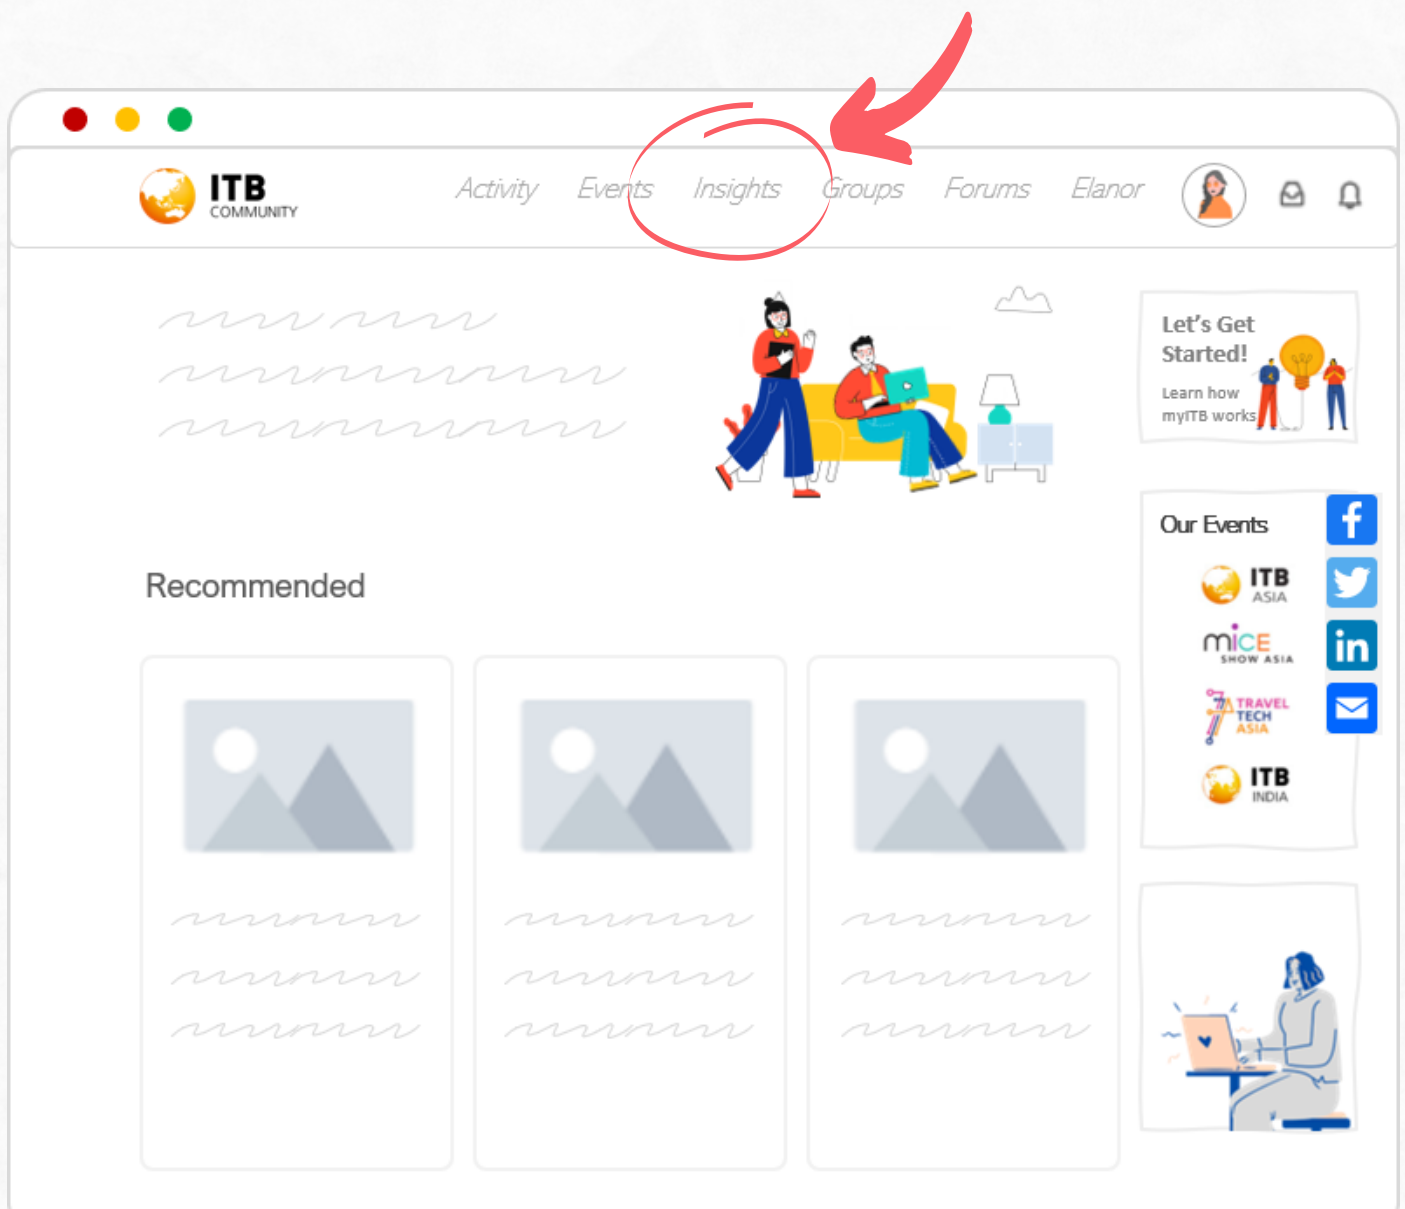 ITB
COMMUNITY
Activity
Events
Insights
Groups
Forums
Elanor
Let's Get
Started!
Learn how
myITB works
Our Events
ITB
ASIA
mice
SHOW ASIA
TRAVEL
TECH
ASIA
ITB
INDIA
Recommended